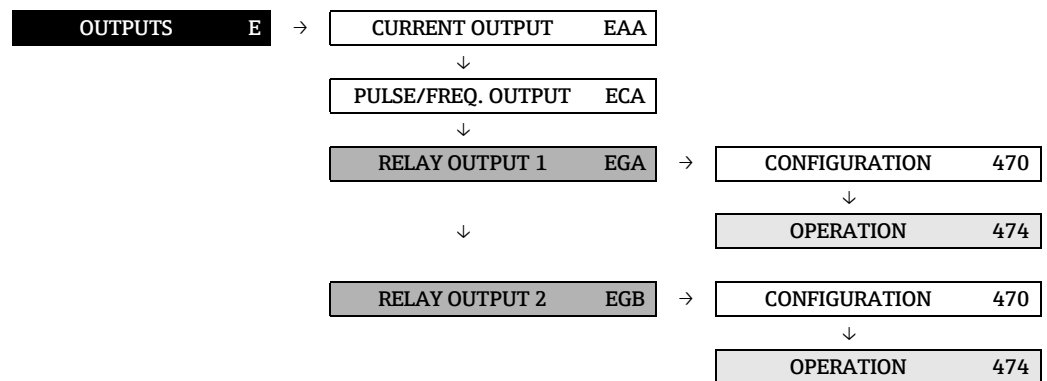 OUTPUTS E → CURRENT OUTPUT EAA
↓
PULSE/FREQ. OUTPUT ECA
↓
RELAY OUTPUT 1 EGA → CONFIGURATION 470
↓
↓ OPERATION 474
RELAY OUTPUT 2 EGB → CONFIGURATION 470
↓
OPERATION 474